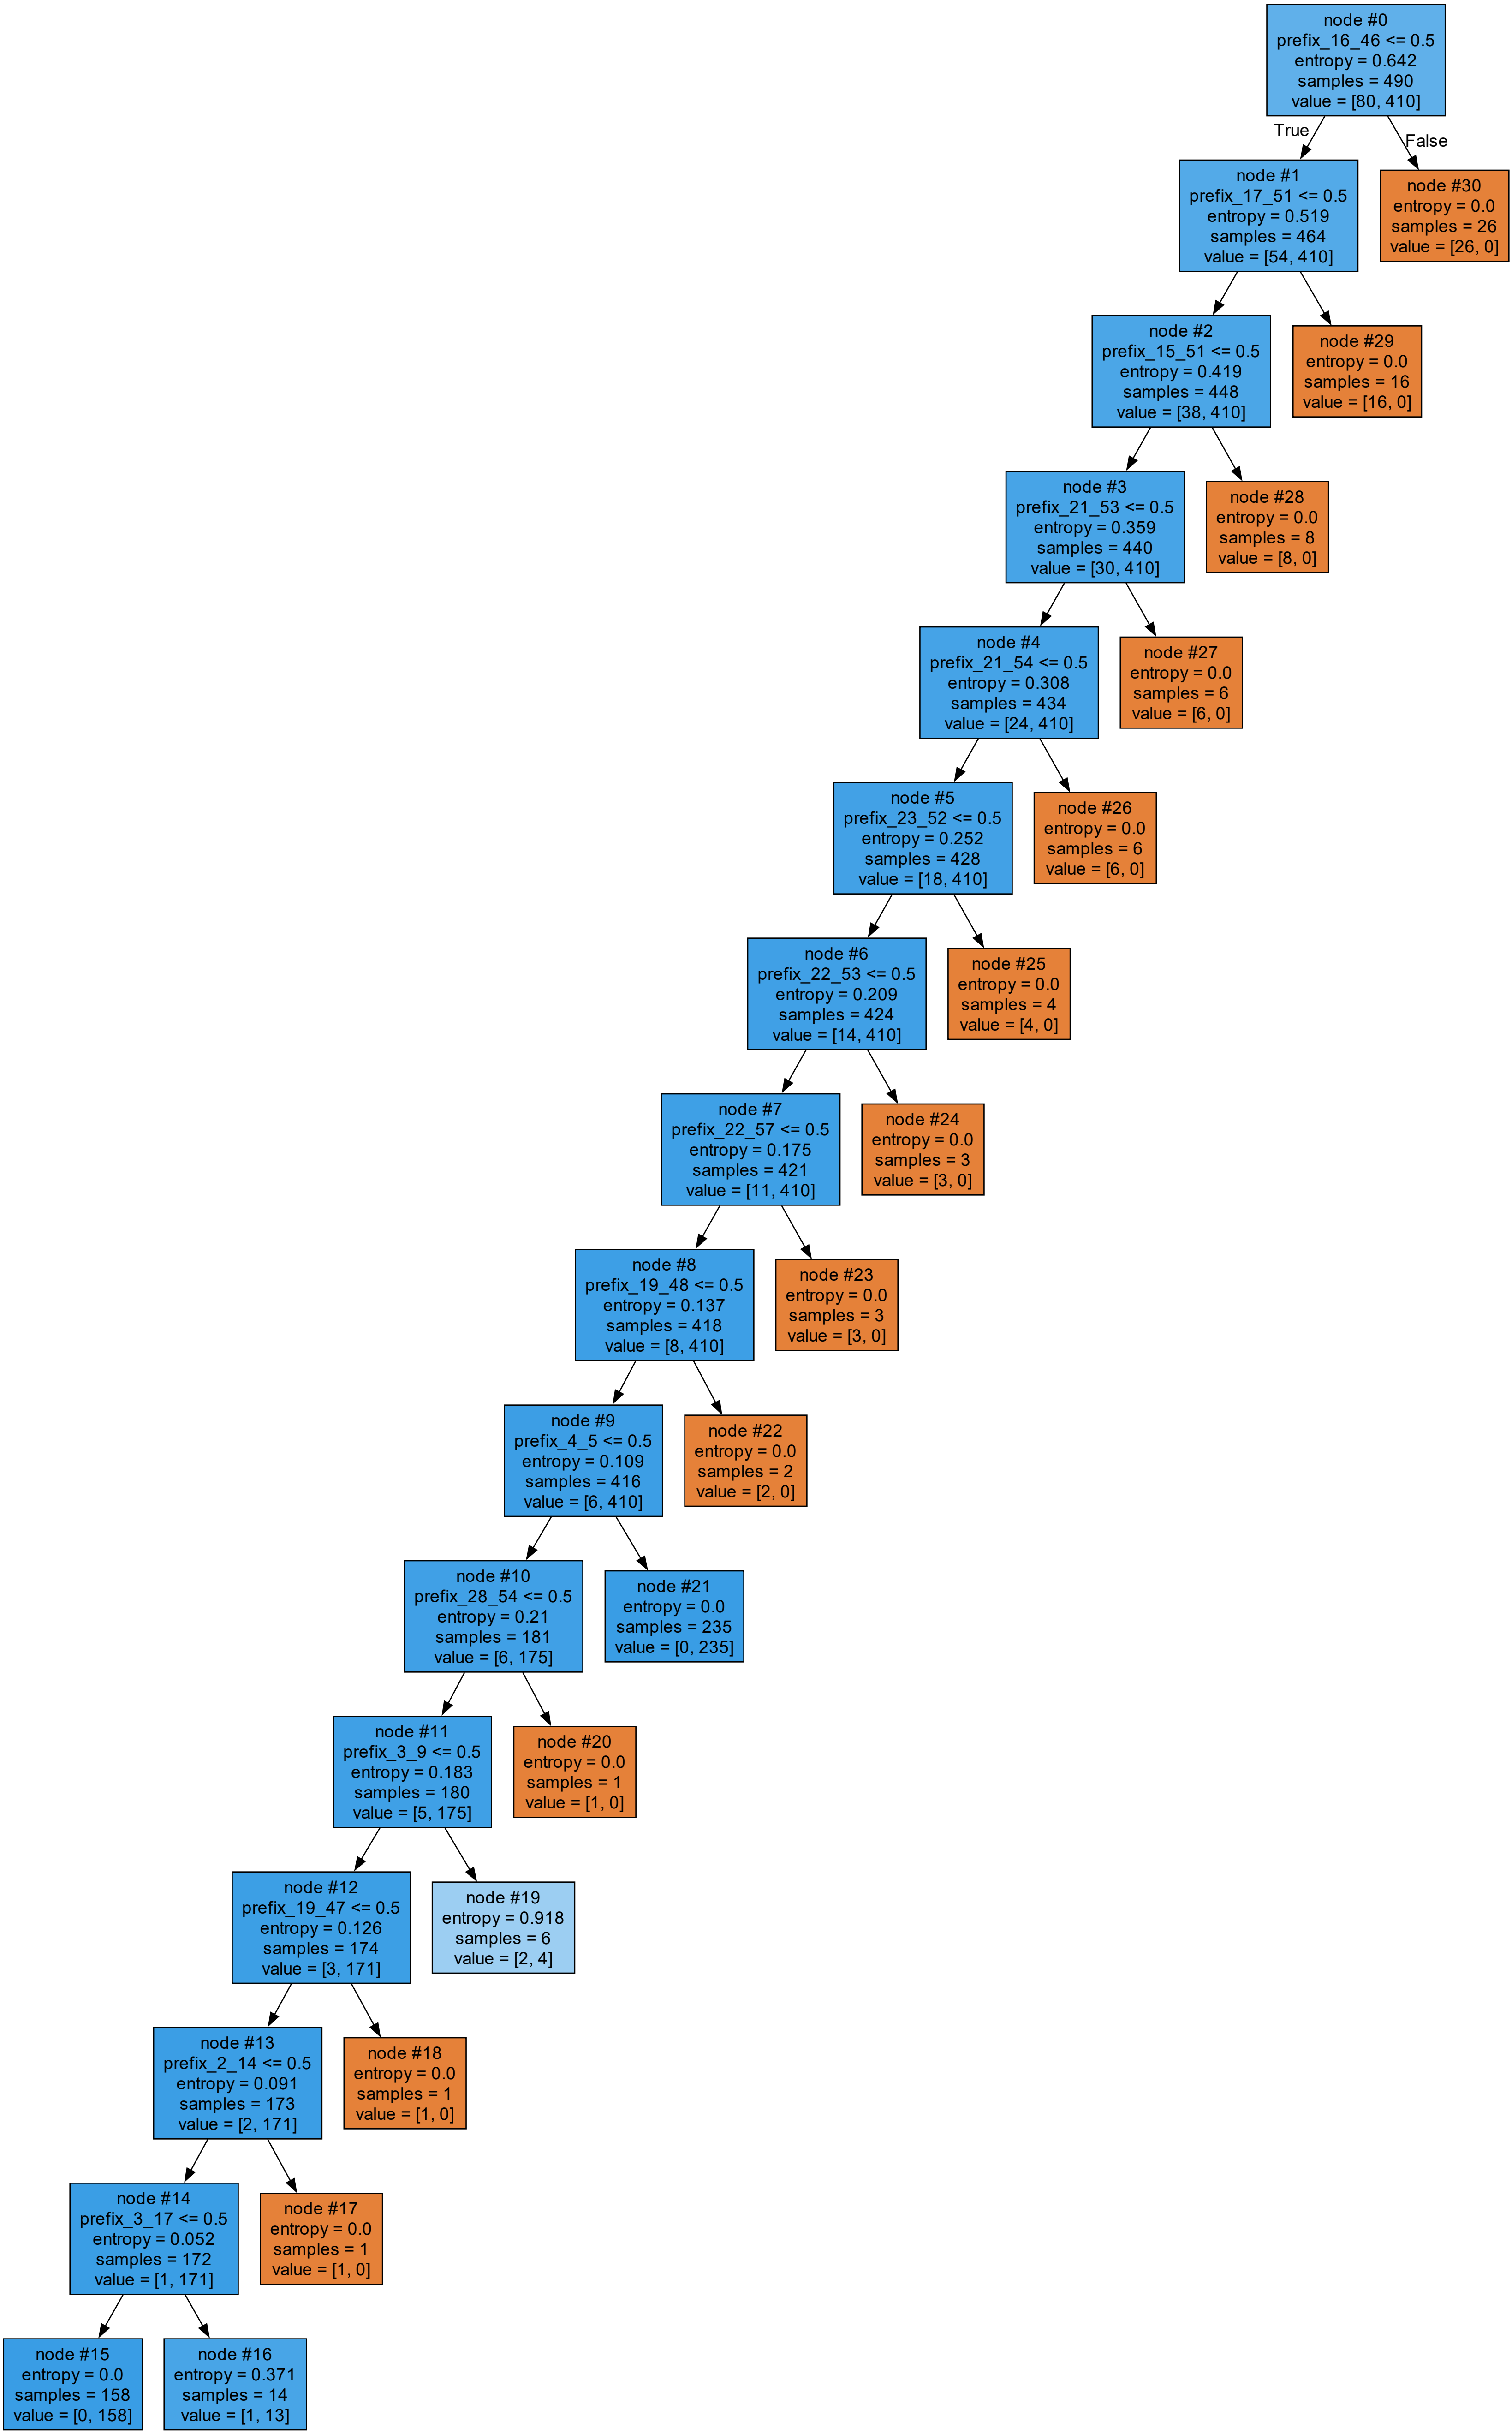 node #0
prefix_16_46 <= 0.5
entropy = 0.642
samples = 490
value = [80, 410]
True
False
node #1
prefix_17_51 <= 0.5
entropy = 0.519
samples = 464
value = [54, 410]
node #30
entropy = 0.0
samples = 26
value = [26, 0]
node #2
prefix_15_51 <= 0.5
entropy = 0.419
samples = 448
value = [38, 410]
node #29
entropy = 0.0
samples = 16
value = [16, 0]
node #3
prefix_21_53 <= 0.5
entropy = 0.359
samples = 440
value = [30, 410]
node #28
entropy = 0.0
samples = 8
value = [8, 0]
node #4
prefix_21_54 <= 0.5
entropy = 0.308
samples = 434
value = [24, 410]
node #27
entropy = 0.0
samples = 6
value = [6, 0]
node #5
prefix_23_52 <= 0.5
entropy = 0.252
samples = 428
value = [18, 410]
node #26
entropy = 0.0
samples = 6
value = [6, 0]
node #6
prefix_22_53 <= 0.5
entropy = 0.209
samples = 424
value = [14, 410]
node #25
entropy = 0.0
samples = 4
value = [4, 0]
node #7
prefix_22_57 <= 0.5
entropy = 0.175
samples = 421
value = [11, 410]
node #24
entropy = 0.0
samples = 3
value = [3, 0]
node #8
prefix_19_48 <= 0.5
entropy = 0.137
samples = 418
value = [8, 410]
node #23
entropy = 0.0
samples = 3
value = [3, 0]
node #9
prefix_4_5 <= 0.5
entropy = 0.109
samples = 416
value = [6, 410]
node #22
entropy = 0.0
samples = 2
value = [2, 0]
node #10
prefix_28_54 <= 0.5
entropy = 0.21
samples = 181
value = [6, 175]
node #21
entropy = 0.0
samples = 235
value = [0, 235]
node #11
prefix_3_9 <= 0.5
entropy = 0.183
samples = 180
value = [5, 175]
node #20
entropy = 0.0
samples = 1
value = [1, 0]
node #12
prefix_19_47 <= 0.5
entropy = 0.126
samples = 174
value = [3, 171]
node #19
entropy = 0.918
samples = 6
value = [2, 4]
node #13
prefix_2_14 <= 0.5
entropy = 0.091
samples = 173
value = [2, 171]
node #18
entropy = 0.0
samples = 1
value = [1, 0]
node #14
prefix_3_17 <= 0.5
entropy = 0.052
samples = 172
value = [1, 171]
node #17
entropy = 0.0
samples = 1
value = [1, 0]
node #15
entropy = 0.0
samples = 158
value = [0, 158]
node #16
entropy = 0.371
samples = 14
value = [1, 13]